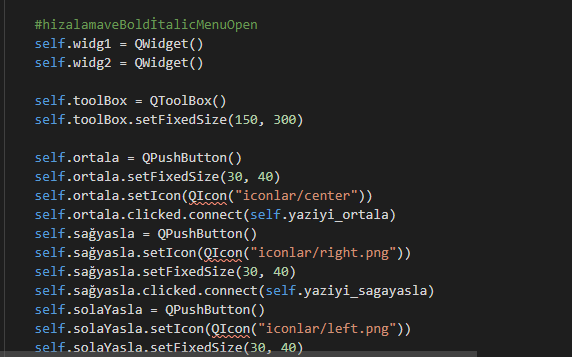 #hizalamaveBoldİtalicMenuOpen
self.widg1 = QWidget()
self.widg2 = QWidget()
self.toolBox = QToolBox()
self.toolBox.setFixedSize(150, 300)
self.ortala = QPushButton()
self.ortala.setFixedSize(30, 40)
self.ortala.setIcon(QIcon("iconlar/center"))
self.ortala.clicked.connect(self.yaziyi_ortala)
self.sağyasla = QPushButton()
self.sağyasla.setIcon(QIcon("iconlar/right.png"))
self.sağyasla.setFixedSize(30, 40)
self.sağyasla.clicked.connect(self.yaziyi_sagayasla)
self.solaYasla = QPushButton()
self.solaYasla.setIcon(QIcon("iconlar/left.png"))
self.solaYasla.setFixedSize(30, 40)